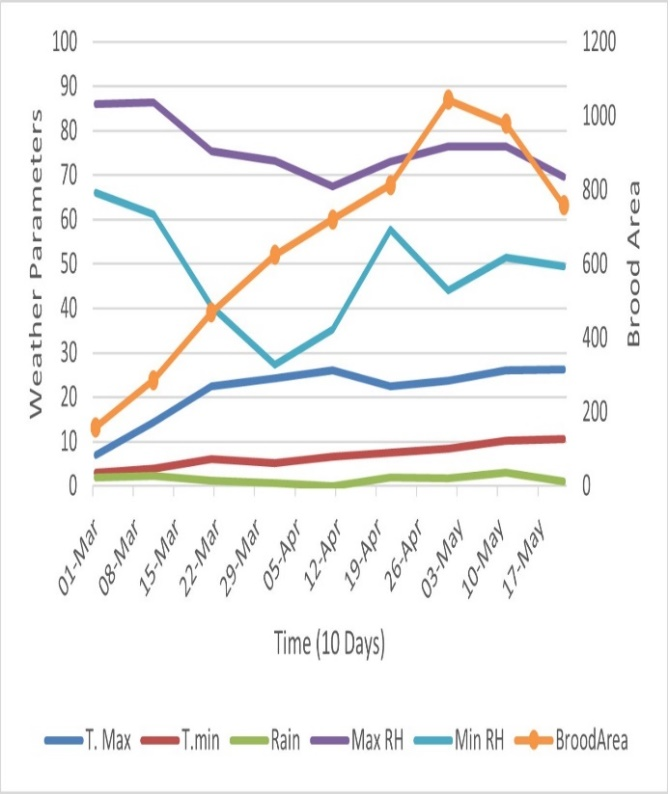 100
90
80
70
60
50
40
30
20
10
0
Weather Parameters
1200
1000
800
600
400
200
0
Brood Area
01-Mar
08-Mar
15-Mar
22-Mar
29-Mar
05-Apr
12-Apr
19-Apr
26-Apr
03-May
10-May
17-May
Time (10 Days)
T. Max T.min Rain Max RH Min RH BroodArea